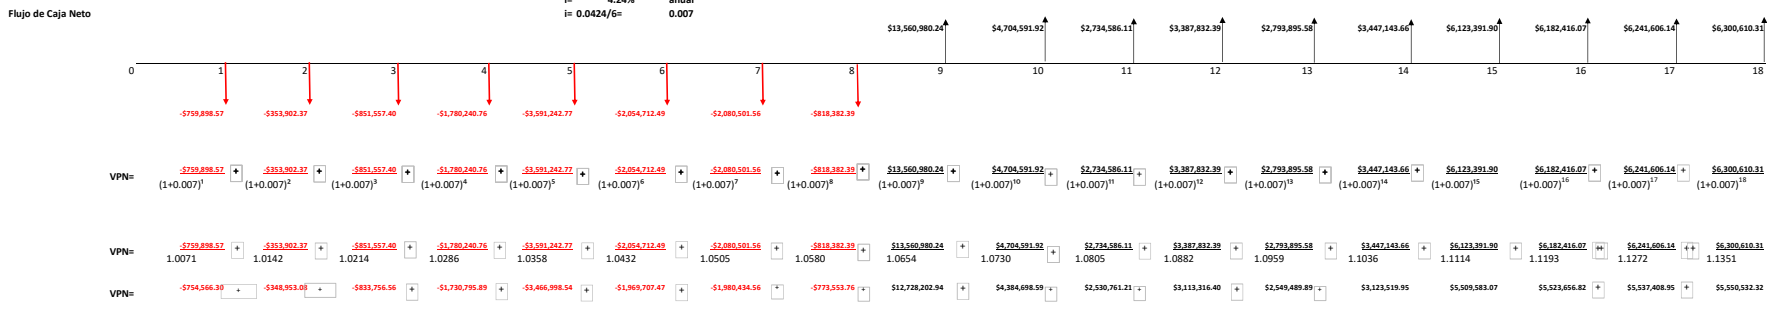 i= 4.24% anual
Flujo de Caja Neto i= 0.0424/6= 0.007
$13,560,980.24 $4,704,591.92 $2,734,586.11 $3,387,832.39 $2,793,895.58 $3,447,143.66 $6,123,391.90 $6,182,416.07 $6,241,606.14 $6,300,610.31
0 1 2 3 4 5 6 7 8 9 10 11 12 13 14 15 16 17 18
-$759,898.57 -$353,902.37 -$851,557.40 -$1,780,240.76 -$3,591,242.77 -$2,054,712.49 -$2,080,501.56 -$818,382.39
VPN= -$759,898.57 + -$353,902.37 + -$851,557.40 + -$1,780,240.76 + -$3,591,242.77 + -$2,054,712.49 + -$2,080,501.56 + -$818,382.39 + $13,560,980.24 + $4,704,591.92 + $2,734,586.11 + $3,387,832.39 + $2,793,895.58 + $3,447,143.66 + $6,123,391.90 $6,182,416.07 + $6,241,606.14 + $6,300,610.31
(1+0.007)¹ (1+0.007)² (1+0.007)³ (1+0.007)⁴ (1+0.007)⁵ (1+0.007)⁶ (1+0.007)⁷ (1+0.007)⁸ (1+0.007)⁹ (1+0.007)¹⁰ (1+0.007)¹¹ (1+0.007)¹² (1+0.007)¹³ (1+0.007)¹⁴ (1+0.007)¹⁵ (1+0.007)¹⁶ (1+0.007)¹⁷ (1+0.007)¹⁸
VPN= -$759,898.57 + -$353,902.37 + -$851,557.40 + -$1,780,240.76 + -$3,591,242.77 + -$2,054,712.49 + -$2,080,501.56 + -$818,382.39 + $13,560,980.24 + $4,704,591.92 + $2,734,586.11 + $3,387,832.39 + $2,793,895.58 + $3,447,143.66 + $6,123,391.90 + $6,182,416.07 ++ $6,241,606.14 ++ $6,300,610.31
1.0071 1.0142 1.0214 1.0286 1.0358 1.0432 1.0505 1.0580 1.0654 1.0730 1.0805 1.0882 1.0959 1.1036 1.1114 1.1193 1.1272 1.1351
VPN= -$754,566.30 + -$348,953.08 + -$833,756.56 + -$1,730,795.89 + -$3,466,998.54 + -$1,969,707.47 + -$1,980,434.56 + -$773,553.76 + $12,728,202.94 + $4,384,698.59 + $2,530,761.21 + $3,113,316.40 + $2,549,489.89 + $3,123,519.95 $5,509,583.07 $5,523,656.82 + $5,537,408.95 + $5,550,532.32